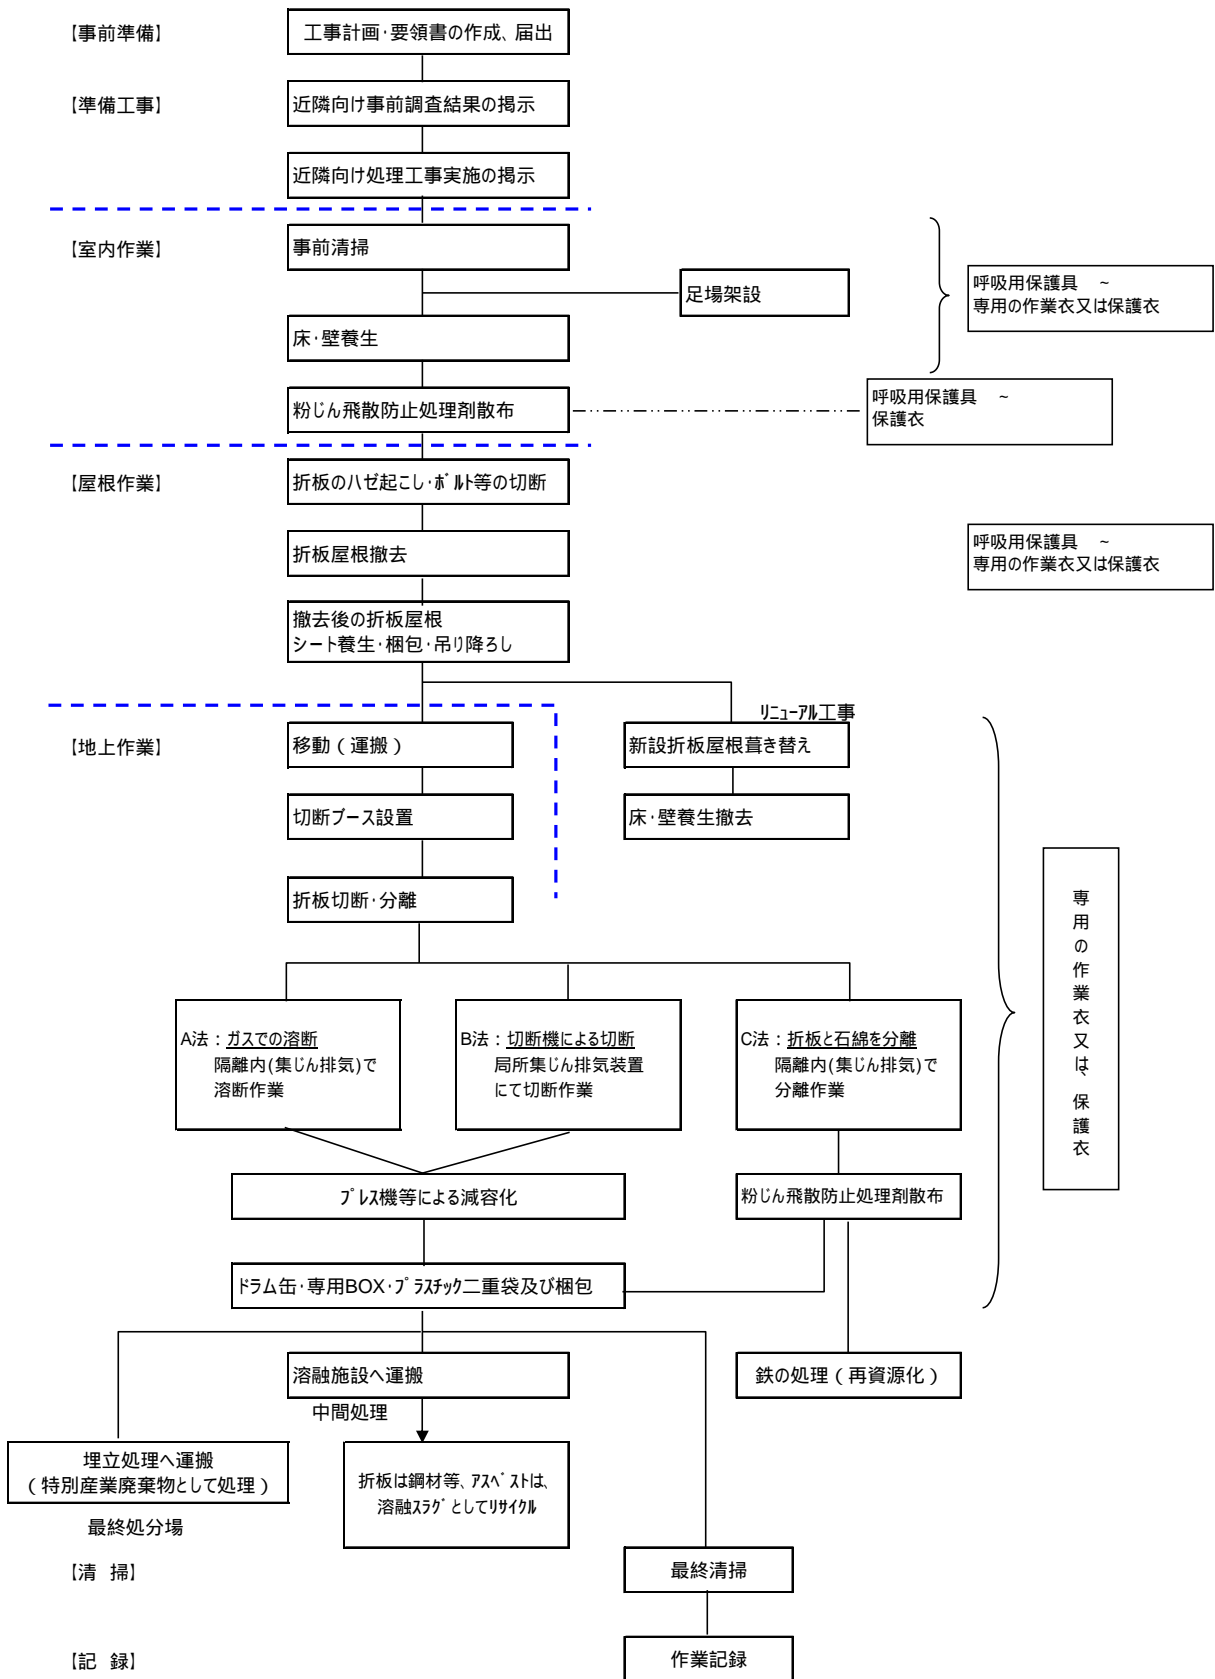 【事前準備】
工事計画・要領書の作成、届出
【準備工事】
近隣向け事前調査結果の掲示
近隣向け処理工事実施の掲示
【室内作業】
事前清掃
足場架設
呼吸用保護具　~
専用の作業衣又は保護衣
床・壁養生
粉じん飛散防止処理剤散布
呼吸用保護具　~
保護衣
【屋根作業】
折板のハゼ起こし・ﾎﾞﾙﾄ等の切断
折板屋根撤去
呼吸用保護具　~
専用の作業衣又は保護衣
撤去後の折板屋根
シート養生・梱包・吊り降ろし
ﾘﾆｭｰｱﾙ工事
【地上作業】
移動（運搬）
新設折板屋根葺き替え
切断ﾌﾞｰｽ設置
床・壁養生撤去
折板切断・分離
専用の作業衣又は、保護衣
A法：ガスでの溶断
隔離内(集じん排気)で
溶断作業
B法：切断機による切断
局所集じん排気装置
にて切断作業
C法：折板と石綿を分離
隔離内(集じん排気)で
分離作業
ﾌﾟﾚｽ機等による減容化
粉じん飛散防止処理剤散布
ドラム缶・専用BOX・ﾌﾟﾗｽﾁｯｸ二重袋及び梱包
溶融施設へ運搬
鉄の処理（再資源化）
中間処理
埋立処理へ運搬
（特別産業廃棄物として処理）
折板は鋼材等、ｱｽﾍﾞｽﾄは、
溶融ｽﾗｸﾞとしてﾘｻｲｸﾙ
最終処分場
【清　掃】
最終清掃
【記　録】
作業記録